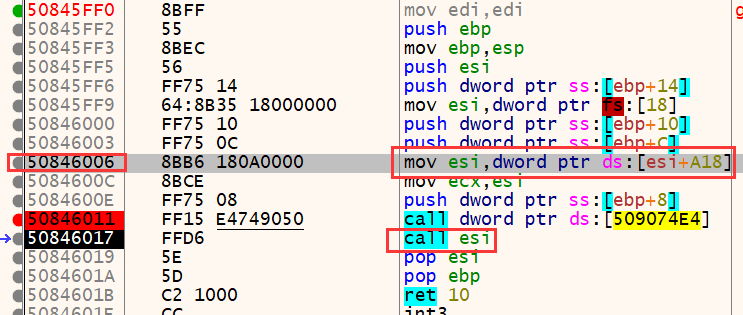 50845FF0 8BFF mov edi,edi
50845FF2 55 push ebp
50845FF3 8BEC mov ebp,esp
50845FF5 56 push esi
50845FF6 FF75 14 push dword ptr ss:[ebp+14]
50845FF9 64:8B35 18000000 mov esi,dword ptr fs:[18]
50846000 FF75 10 push dword ptr ss:[ebp+10]
50846003 FF75 0C push dword ptr ss:[ebp+C]
50846006 8BB6 180A0000 mov esi,dword ptr ds:[esi+A18]
5084600C 8BCE mov ecx,esi
5084600E FF75 08 push dword ptr ss:[ebp+8]
50846011 FF15 E4749050 call dword ptr ds:[509074E4]
50846017 FFD6 call esi
50846019 5E pop esi
5084601A 5D pop ebp
5084601B C2 1000 ret 10
5084601E CC int3